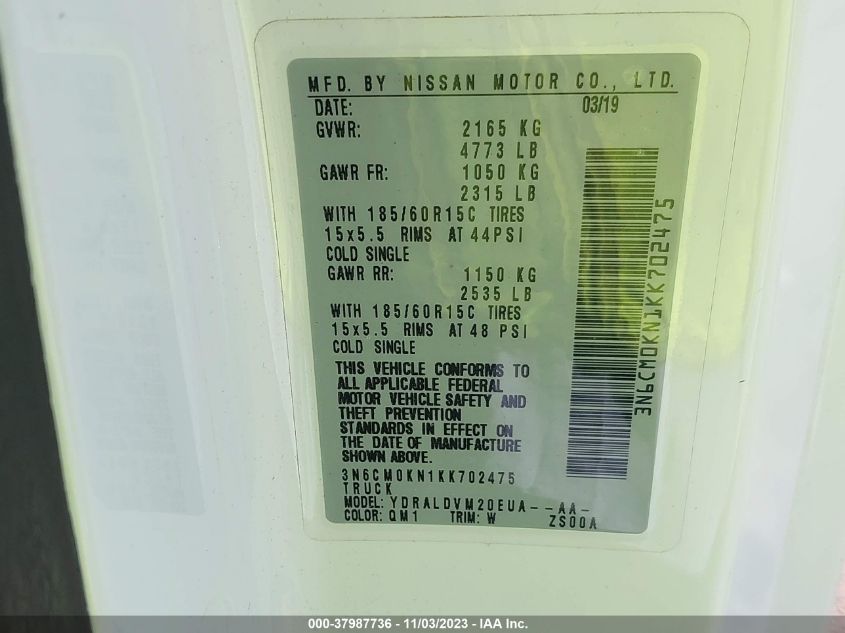 MFD. BY NISSAN MOTOR CO., LTD.
DATE: 03/19
GVWR: 2165 KG
4773 LB
GAWR FR: 1050 KG
2315 LB
WITH 185/60R15C TIRES
15x5.5 RIMS AT 44PSI
COLD SINGLE
GAWR RR: 1150 KG
2535 LB
WITH 185/60R15C TIRES
15x5.5 RIMS AT 48 PSI
COLD SINGLE
THIS VEHICLE CONFORMS TO
ALL APPLICABLE FEDERAL
MOTOR VEHICLE SAFETY AND
THEFT PREVENTION
STANDARDS IN EFFECT ON
THE DATE OF MANUFACTURE
SHOWN ABOVE.
3N6CM0KN1KK702475
TRUCK
MODEL: YDRALDVM20EUA--AA-
COLOR: QM1 TRIM: W ZS00A
3N6CM0KN1KK702475
000-37987736 - 11/03/2023 - IAA Inc.